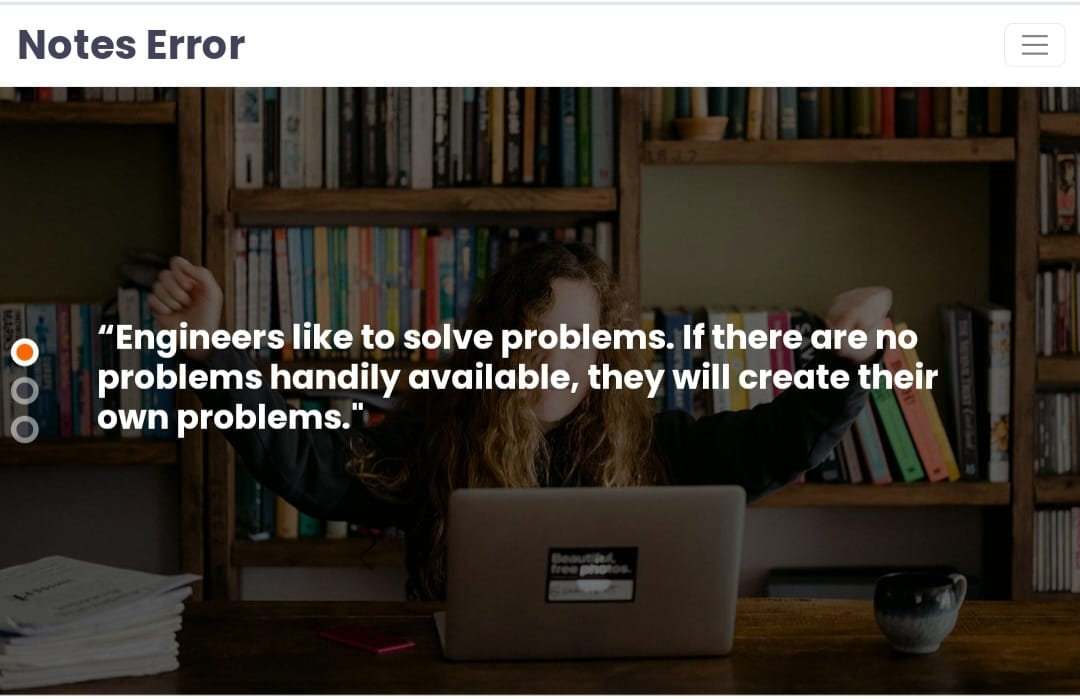 Notes Error
“Engineers like to solve problems. If there are no
problems handily available, they will create their
own problems."
Beautiful,
free photos.